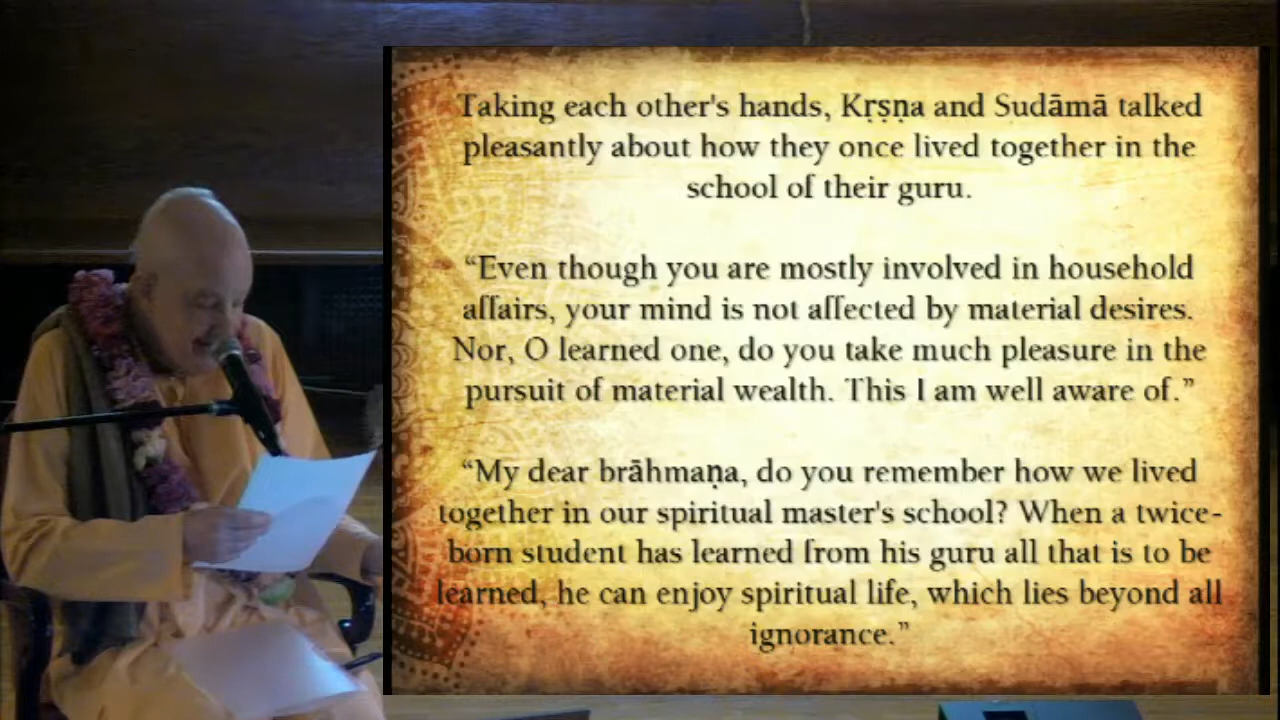 Taking each other's hands, Kṛṣṇa and Sudāmā talked
pleasantly about how they once lived together in the
school of their guru.
“Even though you are mostly involved in household
affairs, your mind is not affected by material desires.
Nor, O learned one, do you take much pleasure in the
pursuit of material wealth. This I am well aware of.”
“My dear brāhmaṇa, do you remember how we lived
together in our spiritual master's school? When a twice-
born student has learned from his guru all that is to be
learned, he can enjoy spiritual life, which lies beyond all
ignorance.”